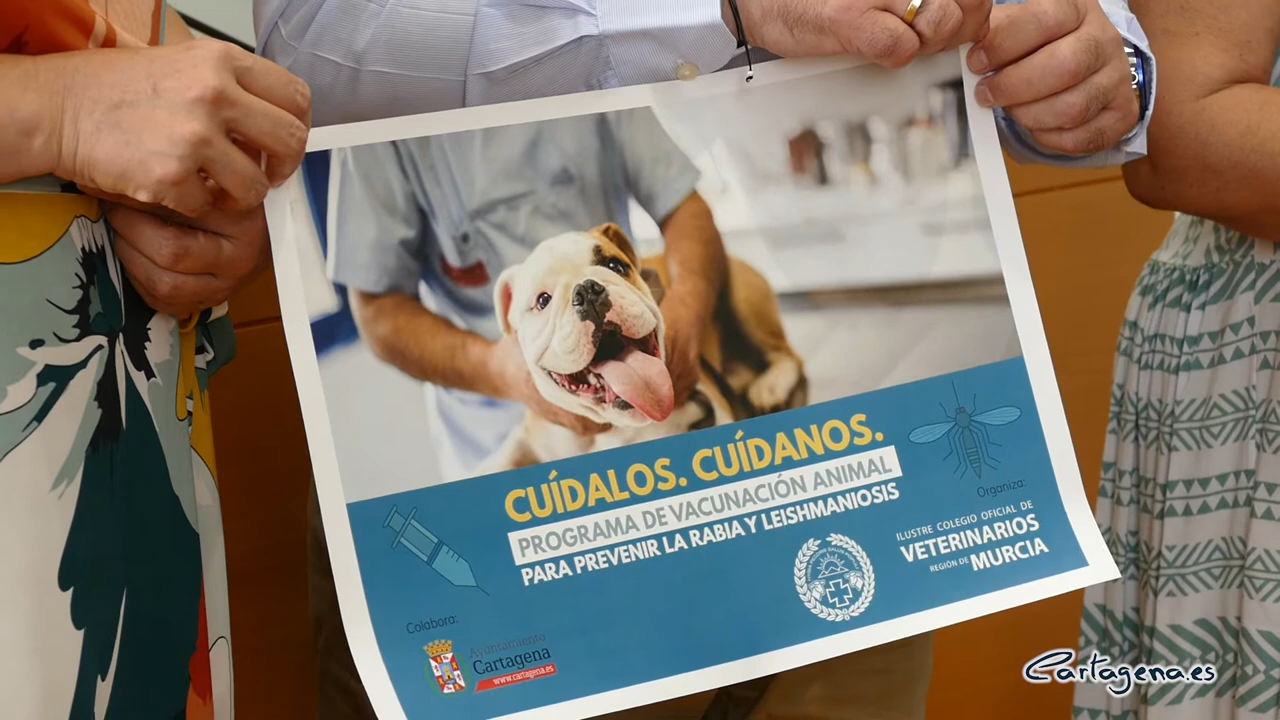 CUÍDALOS. CUÍDANOS.
PROGRAMA DE VACUNACIÓN ANIMAL
PARA PREVENIR LA RABIA Y LEISHMANIOSIS
Organiza:
ILUSTRE COLEGIO OFICIAL DE
VETERINARIOS
REGIÓN DE MURCIA
Colabora:
Ayuntamiento
Cartagena
www.cartagena.es
Cartagena.es